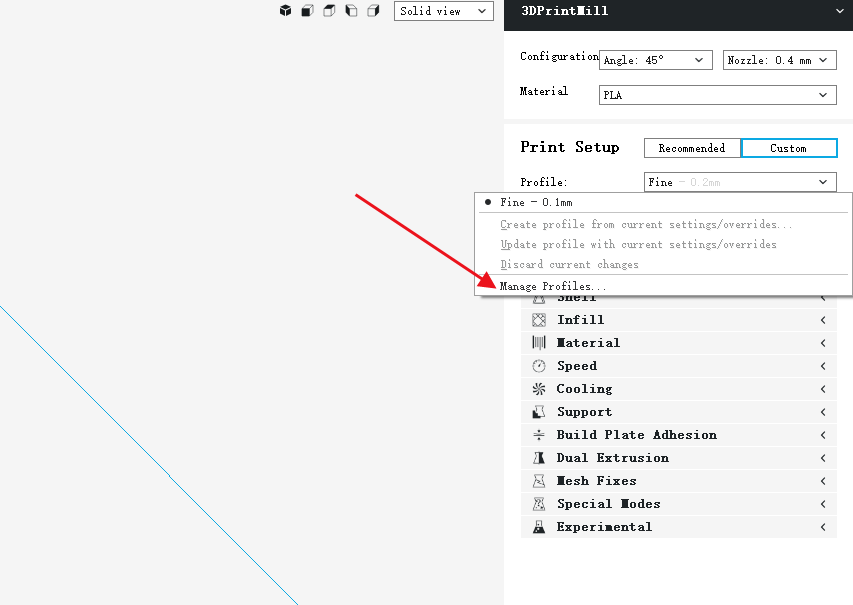 Solid view
3DPrintMill
Configuration Angle: 45° Nozzle: 0.4 mm
Material PLA
Print Setup Recommended Custom
Profile: Fine - 0.2mm
Fine - 0.1mm
Create profile from current settings/overrides...
Update profile with current settings/overrides
Discard current changes
Manage Profiles...
Shell
Infill
Material
Speed
Cooling
Support
Build Plate Adhesion
Dual Extrusion
Mesh Fixes
Special Modes
Experimental